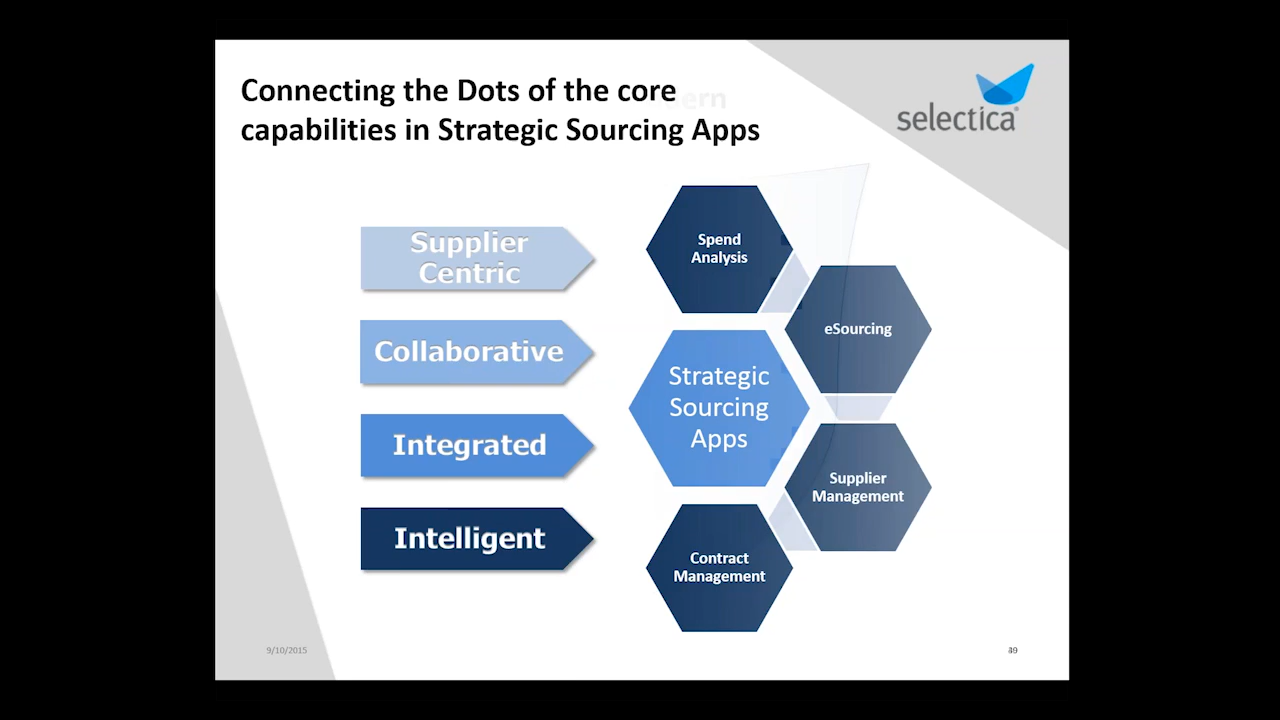 Connecting the Dots of the core
capabilities in Strategic Sourcing Apps
selectica
Supplier
Centric
Collaborative
Integrated
Intelligent
Spend
Analysis
eSourcing
Strategic
Sourcing
Apps
Supplier
Management
Contract
Management
9/10/2015